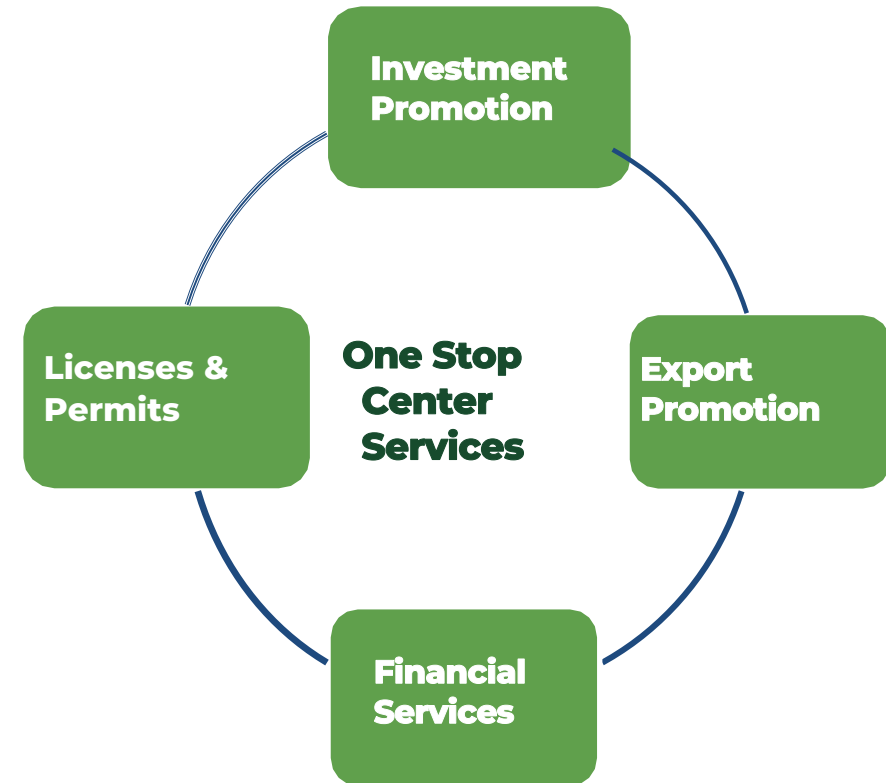 Investment
Promotion
Licenses &
Permits
One Stop
Center
Services
Export
Promotion
Financial
Services